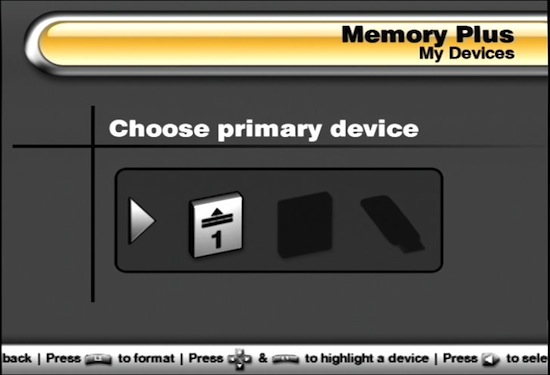 Memory Plus
My Devices
Choose primary device
1
back | Press to format | Press & to highlight a device | Press to sele